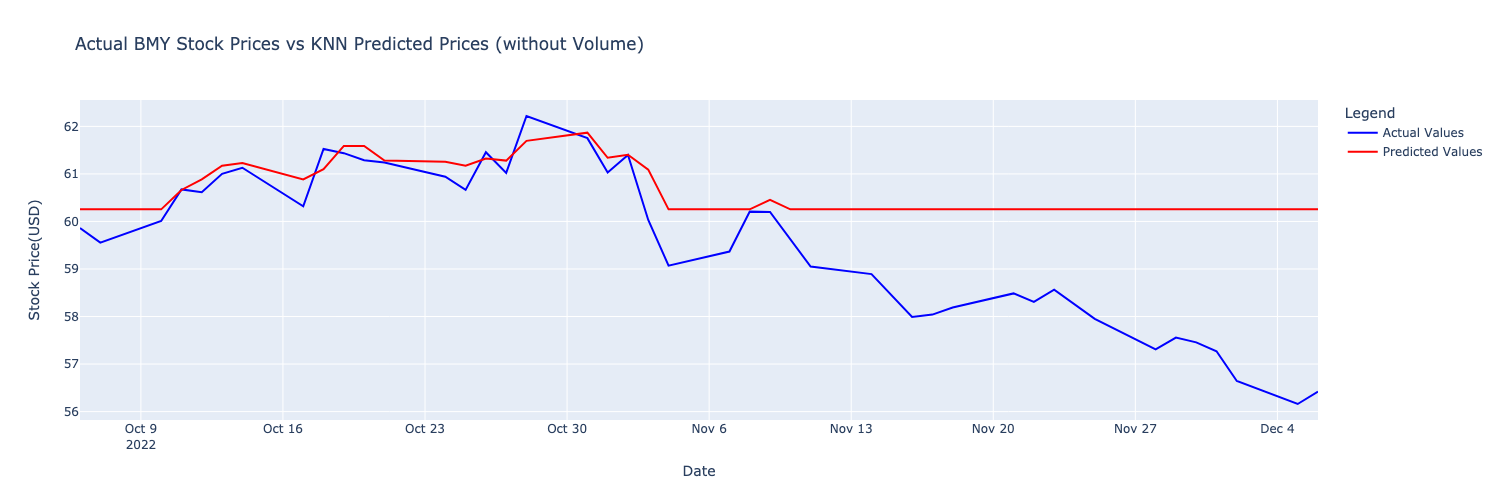 Actual BMY Stock Prices vs KNN Predicted Prices (without Volume)
Legend
Actual Values
Predicted Values
Stock Price(USD)
62
61
60
59
58
57
56
Oct 9
2022
Oct 16
Oct 23
Oct 30
Nov 6
Nov 13
Nov 20
Nov 27
Dec 4
Date